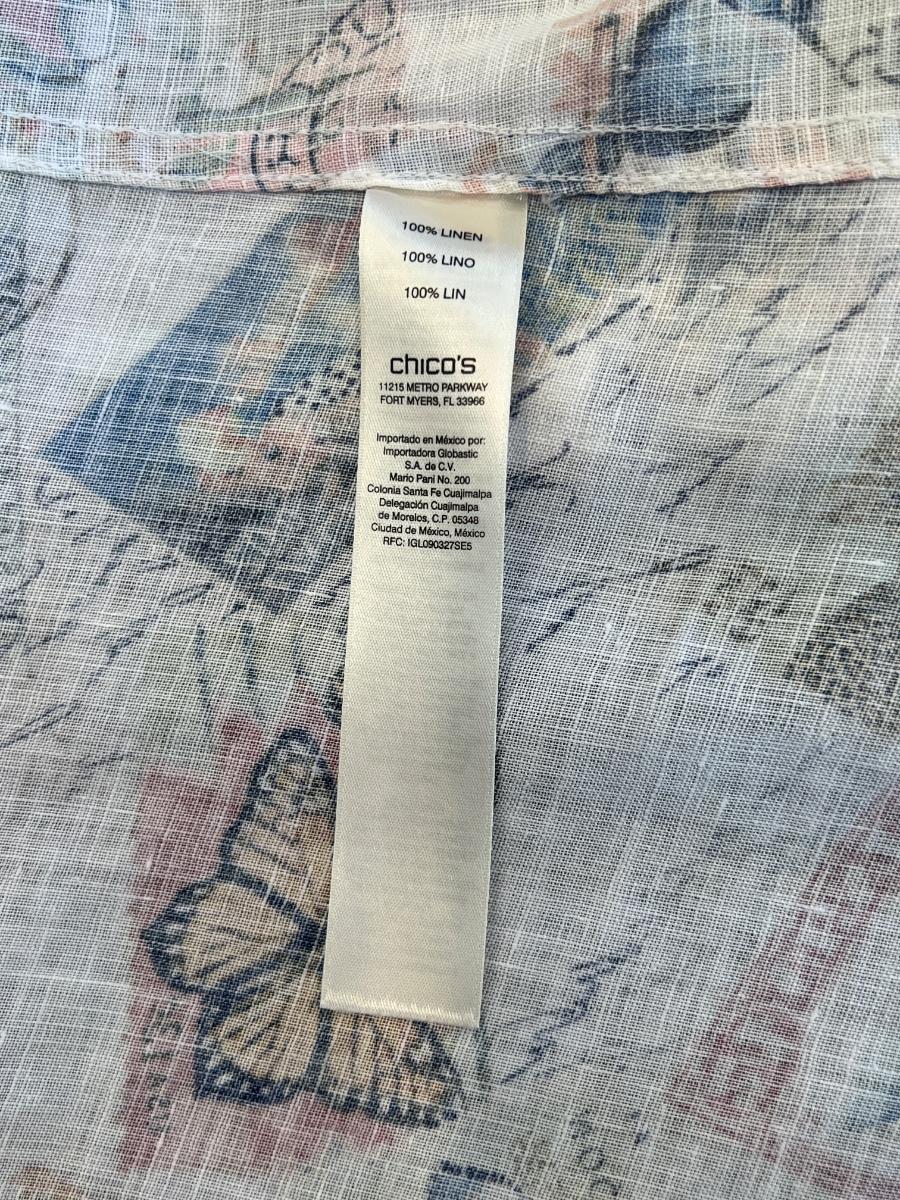 100% LINEN
100% LINO
100% LIN
chico's
11215 METRO PARKWAY
FORT MYERS, FL 33966
Importado en México por:
Importadora Globastic
S.A. de C.V.
Mario Pani No. 200
Colonia Santa Fe Cuajimalpa
Delegación Cuajimalpa
de Morelos, C.P. 05348
Ciudad de México, México
RFC: IGL090327SE5